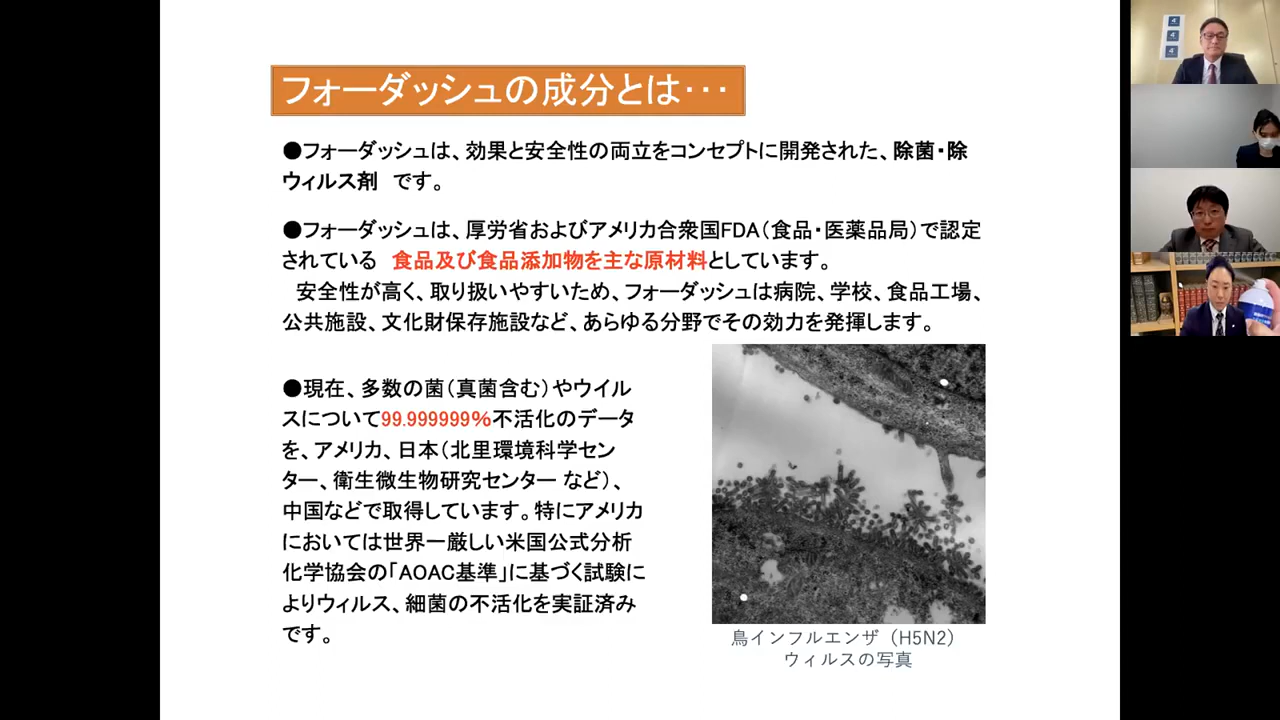 フォーダッシュの成分とは･･･
●フォーダッシュは、効果と安全性の両立をコンセプトに開発された、除菌・除
ウィルス剤　です。
●フォーダッシュは、厚労省およびアメリカ合衆国FDA（食品・医薬品局）で認定
されている　食品及び食品添加物を主な原材料としています。
安全性が高く、取り扱いやすいため、フォーダッシュは病院、学校、食品工場、
公共施設、文化財保存施設など、あらゆる分野でその効力を発揮します。
●現在、多数の菌（真菌含む）やウイル
スについて99.999999％不活化のデータ
を、アメリカ、日本（北里環境科学セン
ター、衛生微生物研究センター など）、
中国などで取得しています。特にアメリカ
においては世界一厳しい米国公式分析
化学協会の「AOAC基準」に基づく試験に
よりウィルス、細菌の不活化を実証済み
です。
鳥インフルエンザ（H5N2）
ウィルスの写真